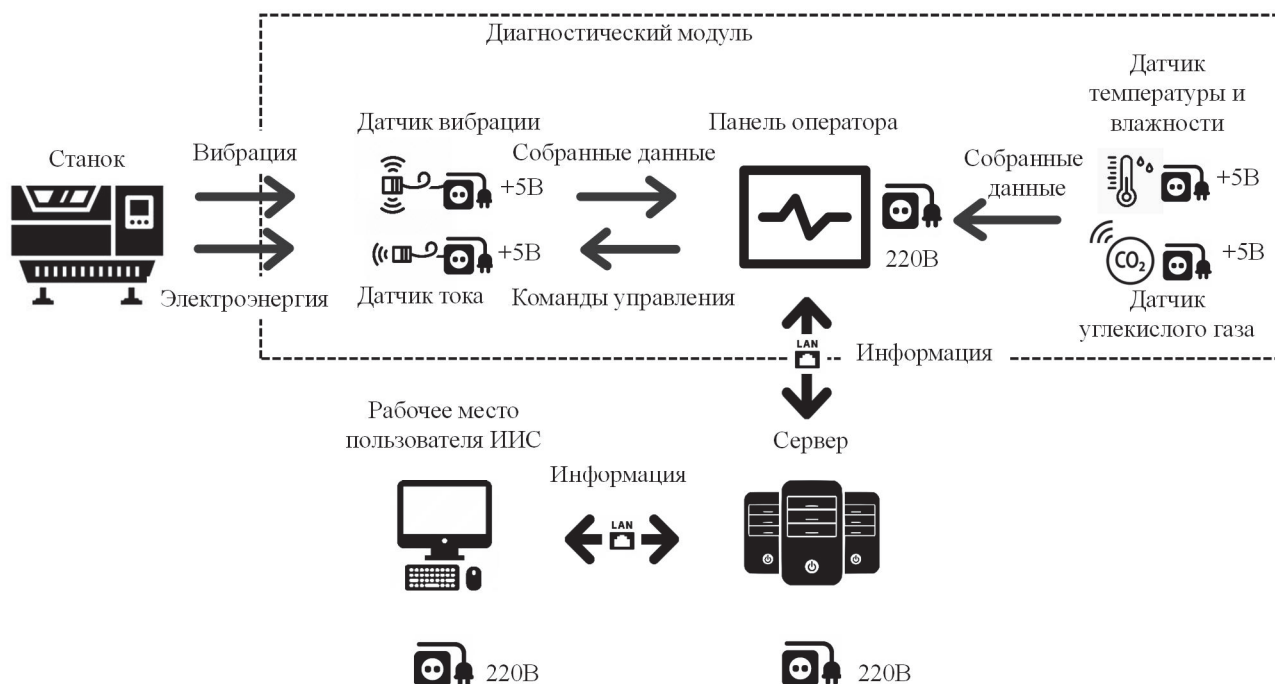 Диагностический модуль
Станок
Вибрация
Электроэнергия
Датчик вибрации
+5В
+5В
Датчик тока
Собранные данные
Команды управления
Панель оператора
220В
Собранные
данные
Датчик
температуры и
влажности
+5В
CO₂
+5В
Датчик
углекислого газа
LAN
Информация
Рабочее место
пользователя ИИС
Информация
LAN
Сервер
220В
220В